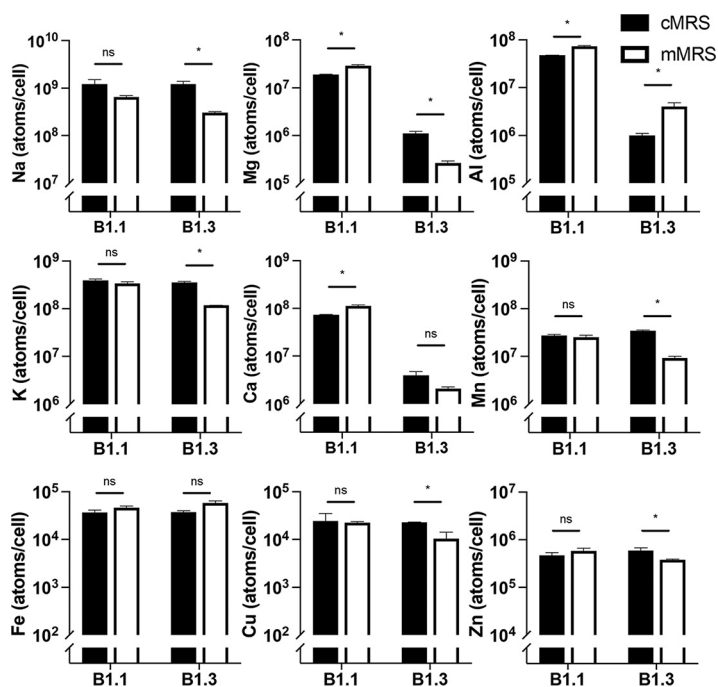 cMRS
mMRS
Na (atoms/cell)
10^10
10^9
10^8
10^7
ns
*
B1.1
B1.3
Mg (atoms/cell)
10^8
10^7
10^6
10^5
*
*
B1.1
B1.3
Al (atoms/cell)
10^8
10^7
10^6
10^5
*
*
B1.1
B1.3
K (atoms/cell)
10^9
10^8
10^7
10^6
ns
*
B1.1
B1.3
Ca (atoms/cell)
10^9
10^8
10^7
10^6
*
ns
B1.1
B1.3
Mn (atoms/cell)
10^9
10^8
10^7
10^6
ns
*
B1.1
B1.3
Fe (atoms/cell)
10^5
10^4
10^3
10^2
ns
ns
B1.1
B1.3
Cu (atoms/cell)
10^5
10^4
10^3
10^2
ns
*
B1.1
B1.3
Zn (atoms/cell)
10^7
10^6
10^5
10^4
ns
*
B1.1
B1.3